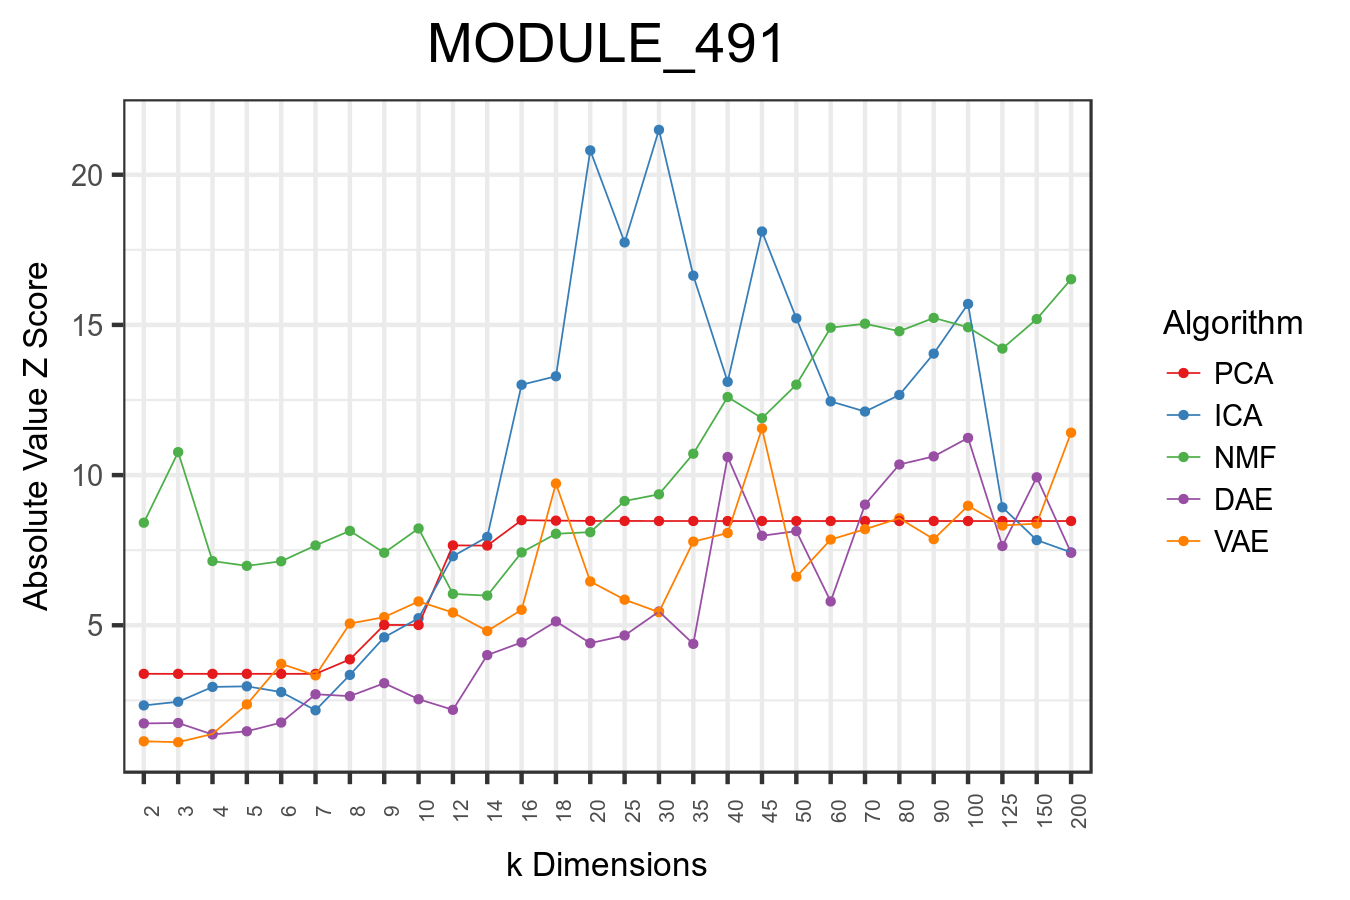 MODULE_491
Absolute Value Z Score
20
15
10
5
2 3 4 5 6 7 8 9 10 12 14 16 18 20 25 30 35 40 45 50 60 70 80 90 100 125 150 200
k Dimensions
Algorithm
PCA
ICA
NMF
DAE
VAE